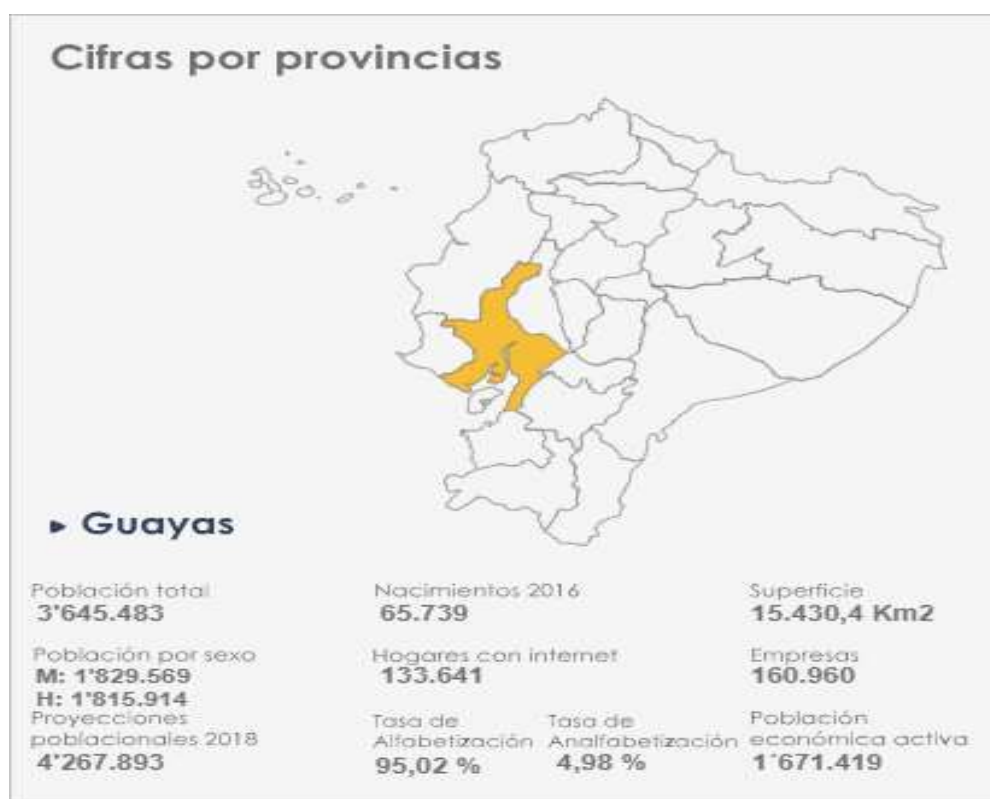 Cifras por provincias
Guayas
Población total
3'645.483
Nacimientos 2016
65.739
Superficie
15.430,4 Km2
Población por sexo
M: 1'829.569
H: 1'815.914
Hogares con internet
133.641
Empresas
160.960
Proyecciones
poblacionales 2018
4'267.893
Tasa de
Alfabetización
95,02 %
Tasa de
Analfabetización
4,98 %
Población
económica activa
1´671.419